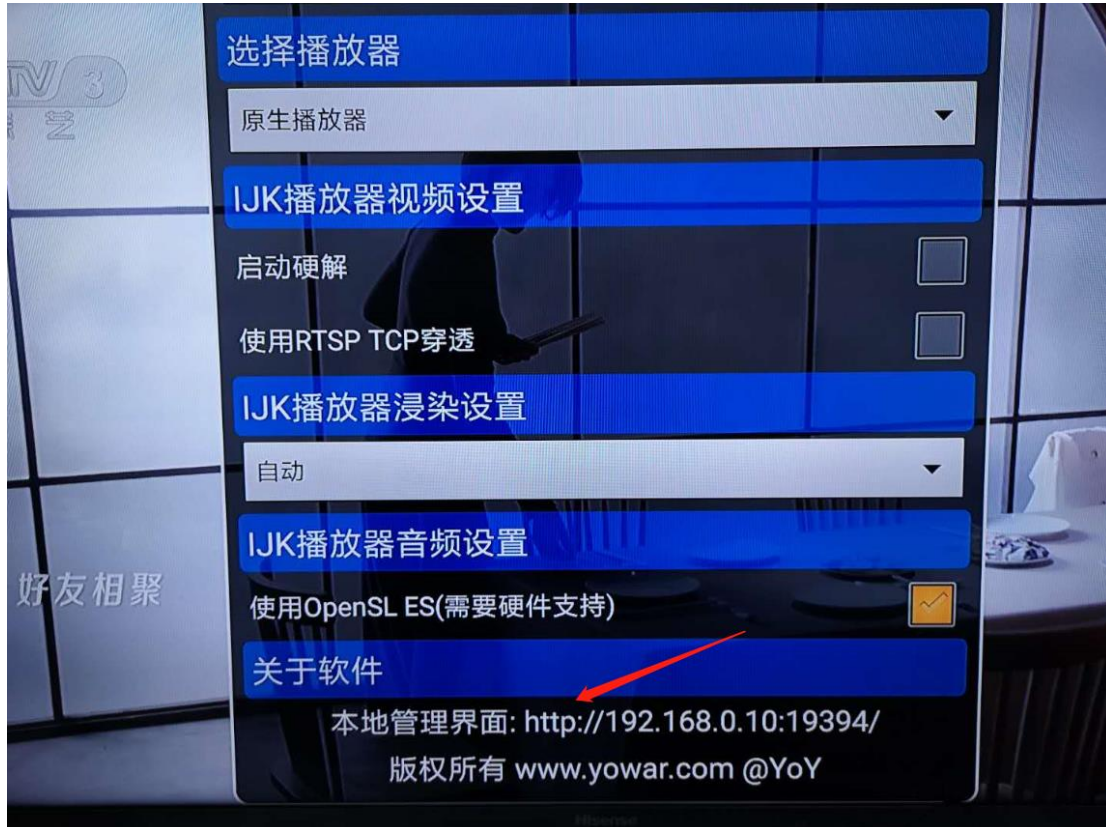 选择播放器
TV 3
综艺
原生播放器
IJK播放器视频设置
启动硬解
使用RTSP TCP穿透
IJK播放器浸染设置
自动
IJK播放器音频设置
好友相聚
使用OpenSL ES(需要硬件支持)
关于软件
本地管理界面: http://192.168.0.10:19394/
版权所有 www.yowar.com @YoY
Hisense